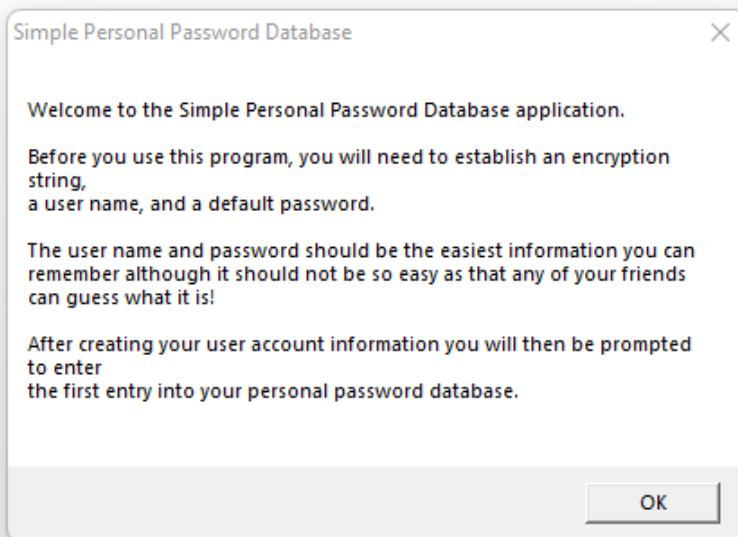 Simple Personal Password Database
Welcome to the Simple Personal Password Database application.
Before you use this program, you will need to establish an encryption
string,
a user name, and a default password.
The user name and password should be the easiest information you can
remember although it should not be so easy as that any of your friends
can guess what it is!
After creating your user account information you will then be prompted
to enter
the first entry into your personal password database.
OK